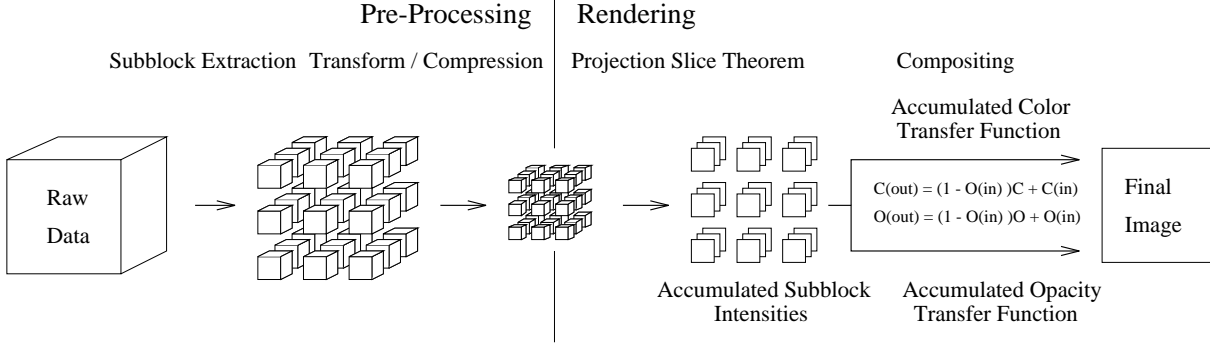 Pre-Processing
Rendering
Subblock Extraction
Transform / Compression
Projection Slice Theorem
Compositing
Raw
Data
Accumulated Subblock
Intensities
Accumulated Color
Transfer Function
C(out) = (1 - O(in) )C + C(in)
O(out) = (1 - O(in) )O + O(in)
Accumulated Opacity
Transfer Function
Final
Image